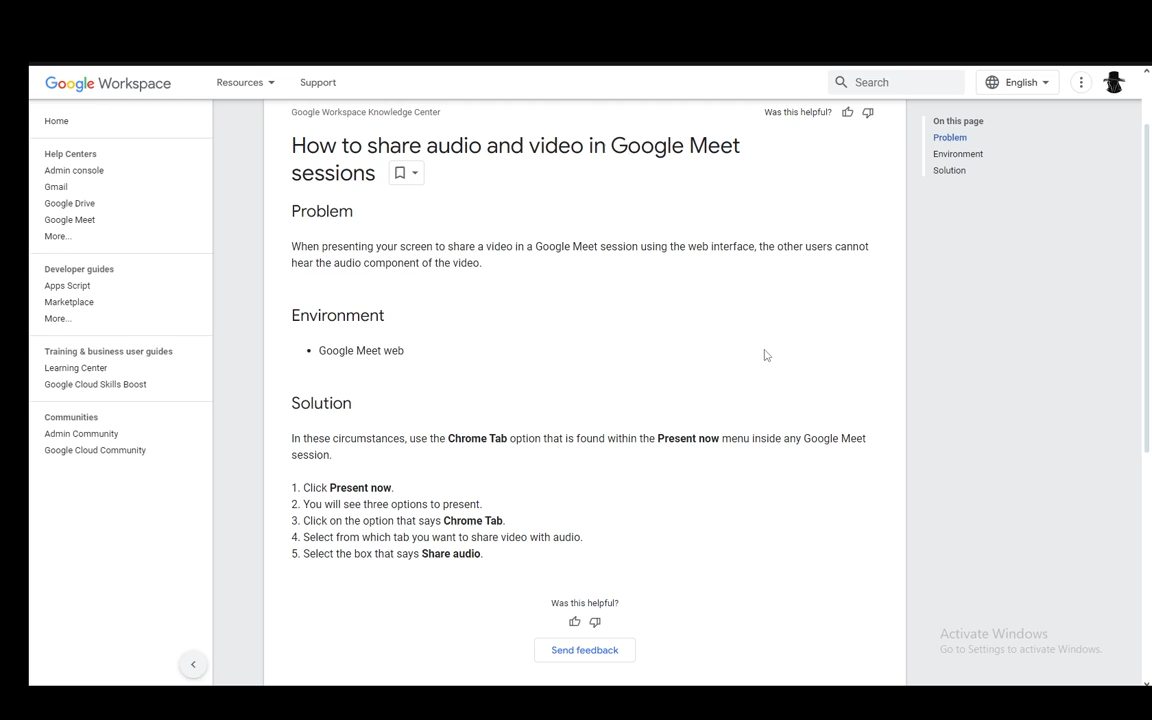 Google Workspace
Resources
Support
Search
English
Home
Help Centers
Admin console
Gmail
Google Drive
Google Meet
More...
Developer guides
Apps Script
Marketplace
More...
Training & business user guides
Learning Center
Google Cloud Skills Boost
Communities
Admin Community
Google Cloud Community
Google Workspace Knowledge Center
Was this helpful?
How to share audio and video in Google Meet
sessions
Problem
When presenting your screen to share a video in a Google Meet session using the web interface, the other users cannot
hear the audio component of the video.
Environment
• Google Meet web
Solution
In these circumstances, use the Chrome Tab option that is found within the Present now menu inside any Google Meet
session.
1. Click Present now.
2. You will see three options to present.
3. Click on the option that says Chrome Tab.
4. Select from which tab you want to share video with audio.
5. Select the box that says Share audio.
Was this helpful?
Send feedback
On this page
Problem
Environment
Solution
Activate Windows
Go to Settings to activate Windows.